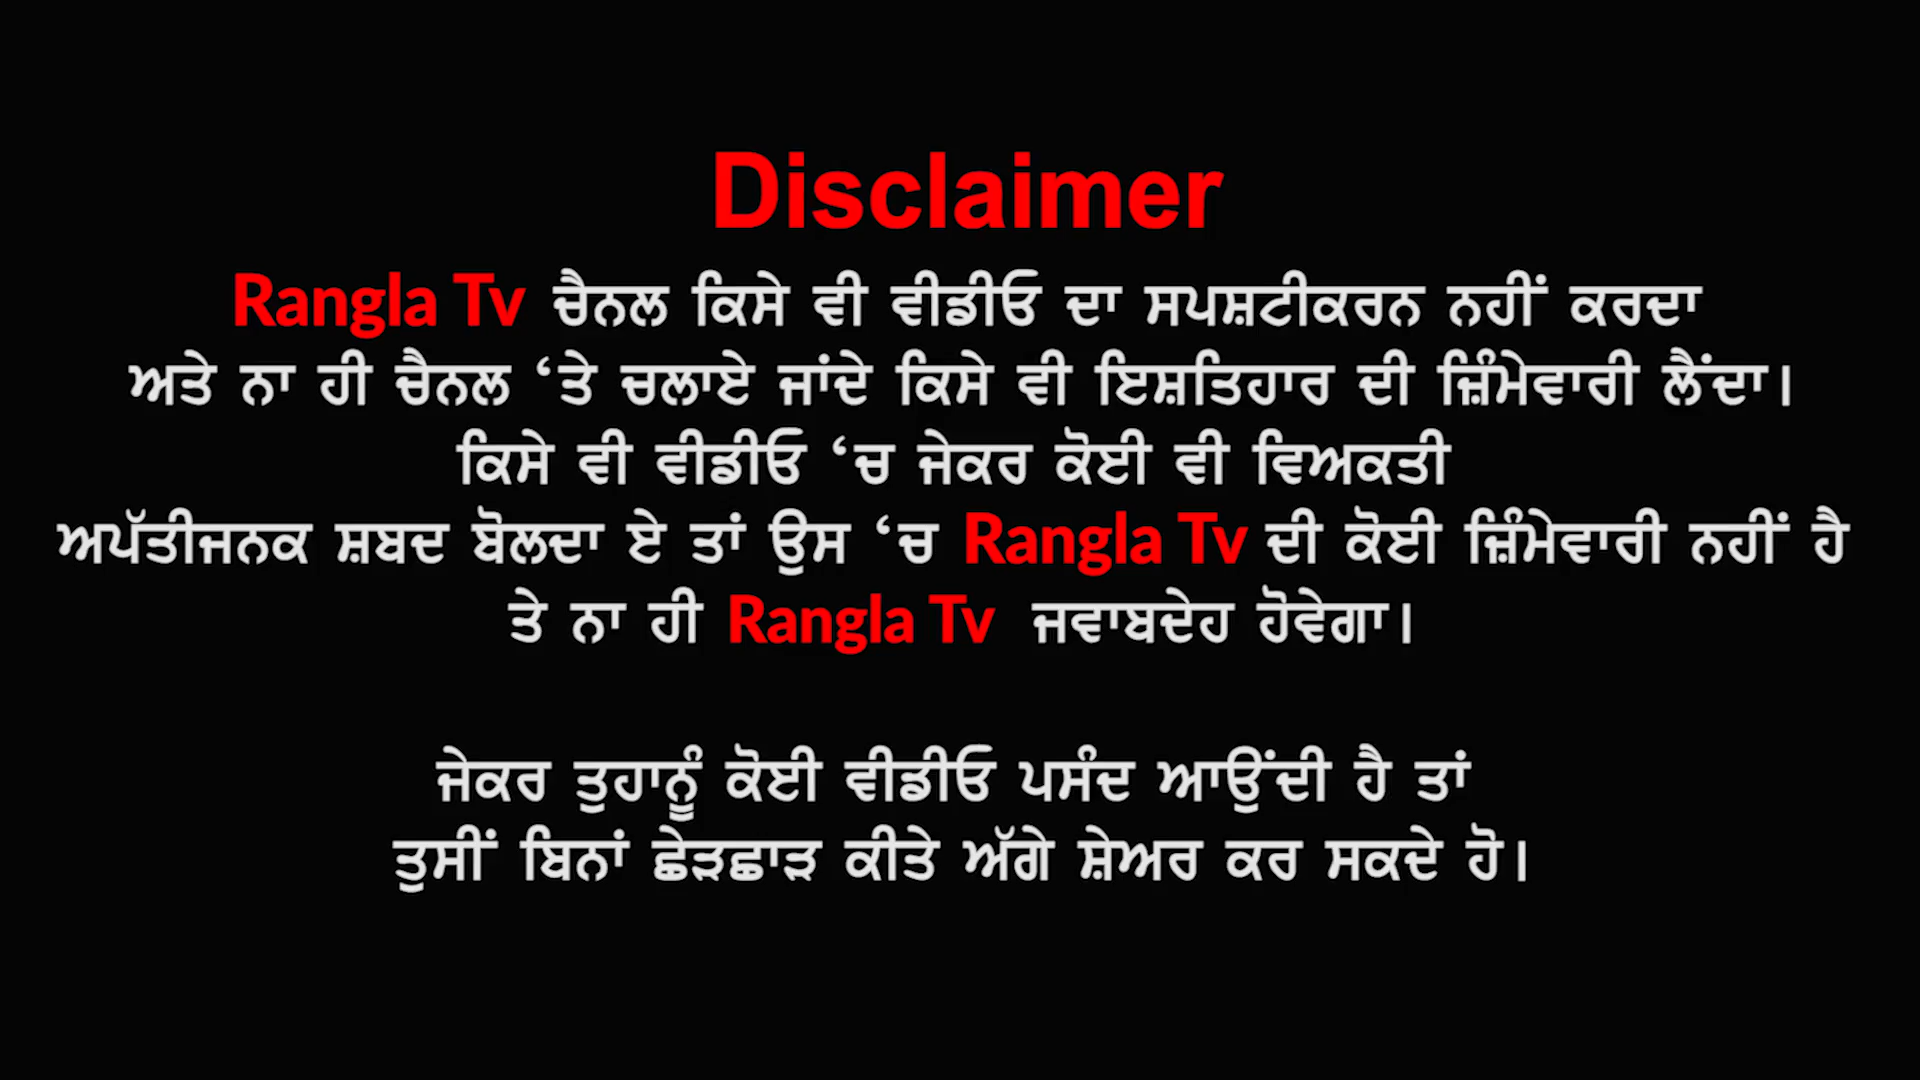 Disclaimer
Rangla Tv ਚੈਨਲ ਕਿਸੇ ਵੀ ਵੀਡੀਓ ਦਾ ਸਪਸ਼ਟੀਕਰਨ ਨਹੀਂ ਕਰਦਾ
ਅਤੇ ਨਾ ਹੀ ਚੈਨਲ ‘ਤੇ ਚਲਾਏ ਜਾਂਦੇ ਕਿਸੇ ਵੀ ਇਸ਼ਤਿਹਾਰ ਦੀ ਜ਼ਿੰਮੇਵਾਰੀ ਲੈਂਦਾ।
ਕਿਸੇ ਵੀ ਵੀਡੀਓ ‘ਚ ਜੇਕਰ ਕੋਈ ਵੀ ਵਿਅਕਤੀ
ਅਪੱਤੀਜਨਕ ਸ਼ਬਦ ਬੋਲਦਾ ਏ ਤਾਂ ਉਸ ‘ਚ Rangla Tv ਦੀ ਕੋਈ ਜ਼ਿੰਮੇਵਾਰੀ ਨਹੀਂ ਹੈ
ਤੇ ਨਾ ਹੀ Rangla Tv ਜਵਾਬਦੇਹ ਹੋਵੇਗਾ।
ਜੇਕਰ ਤੁਹਾਨੂੰ ਕੋਈ ਵੀਡੀਓ ਪਸੰਦ ਆਉਂਦੀ ਹੈ ਤਾਂ
ਤੁਸੀਂ ਬਿਨਾਂ ਛੇੜਛਾੜ ਕੀਤੇ ਅੱਗੇ ਸ਼ੇਅਰ ਕਰ ਸਕਦੇ ਹੋ।